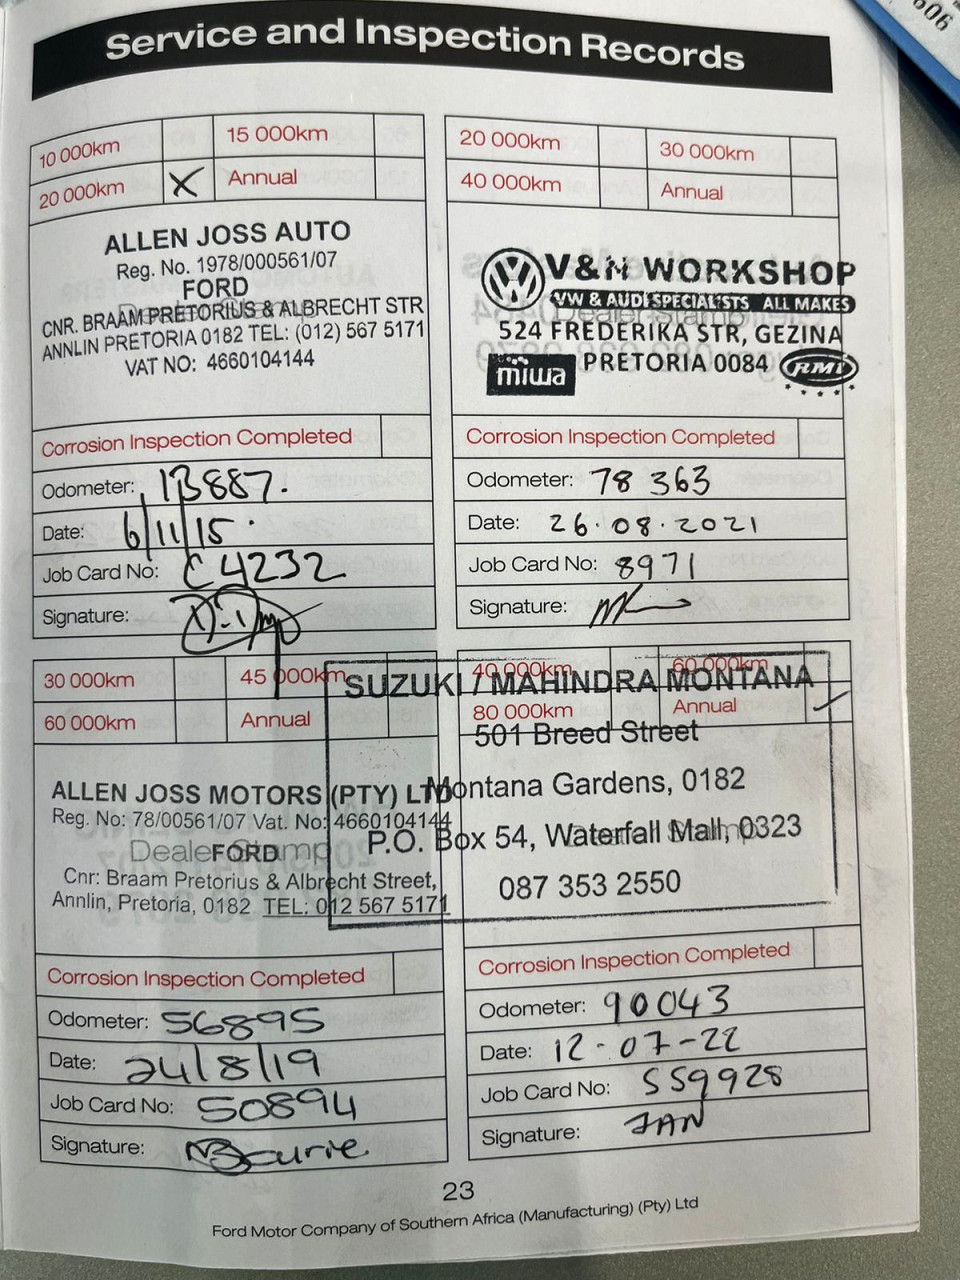 606
Service and Inspection Records
10 000km 15 000km
20 000km X Annual
ALLEN JOSS AUTO
Reg. No. 1978/000561/07
FORD
CNR. BRAAM PRETORIUS & ALBRECHT STR
ANNLIN PRETORIA 0182 TEL: (012) 567 5171
VAT NO: 4660104144
Corrosion Inspection Completed
Odometer: 13887.
Date: 6/11/15
Job Card No: C4232
Signature:
20 000km 30 000km
40 000km Annual
V&N WORKSHOP
VW & AUDI SPECIALISTS ALL MAKES
Dealer Stamp
524 FREDERIKA STR, GEZINA
miwa PRETORIA 0084 RMI
Corrosion Inspection Completed
Odometer: 78 363
Date: 26.08.2021
Job Card No: 8971
Signature:
30 000km 45 000km
60 000km Annual
ALLEN JOSS MOTORS (PTY) LTD
Reg. No: 78/00561/07 Vat. No: 4660104144
Dealer Stamp
FORD
Cnr: Braam Pretorius & Albrecht Street,
Annlin, Pretoria, 0182 TEL: 012 567 5171
Corrosion Inspection Completed
Odometer: 56895
Date: 24/8/19
Job Card No: 50894
Signature:
40 000km 60 000km
80 000km Annual
SUZUKI / MAHINDRA MONTANA
501 Breed Street
Montana Gardens, 0182
P.O. Box 54, Waterfall Mall, 0323
Dealer Stamp
087 353 2550
Corrosion Inspection Completed
Odometer: 90043
Date: 12-07-22
Job Card No: SS9928
Signature: JAN
23
Ford Motor Company of Southern Africa (Manufacturing) (Pty) Ltd